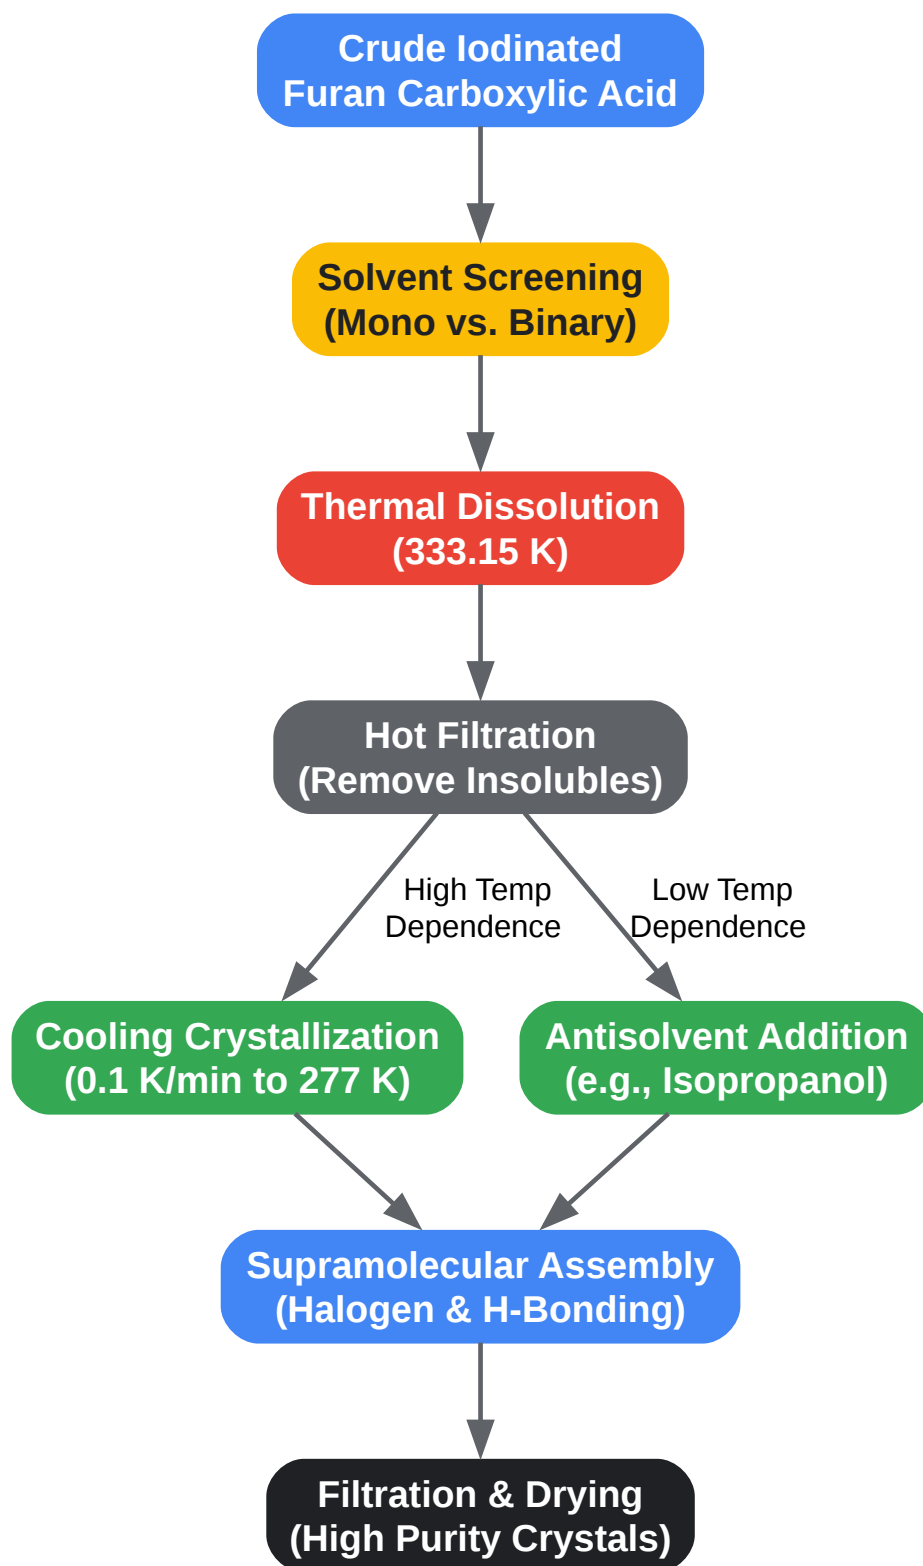 Crude Iodinated
Furan Carboxylic Acid
Solvent Screening
(Mono vs. Binary)
Thermal Dissolution
(333.15 K)
Hot Filtration
(Remove Insolubles)
High Temp
Dependence
Low Temp
Dependence
Cooling Crystallization
(0.1 K/min to 277 K)
Antisolvent Addition
(e.g., Isopropanol)
Supramolecular Assembly
(Halogen & H-Bonding)
Filtration & Drying
(High Purity Crystals)